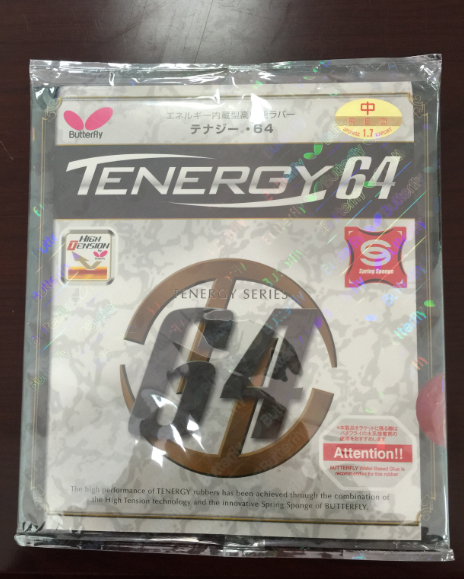 Butterfly
エネルギー内蔵型高
ラバー
テナジー・64
中
SPONGE 1.7
TENERGY 64
HIGH TENSION
Spring Sponge
TENERGY SERIES
64
Attention!!
The high performance of TENERGY rubbers has been achieved through the combination of
the High Tension technology and the innovative Spring Sponge of BUTTERFLY.